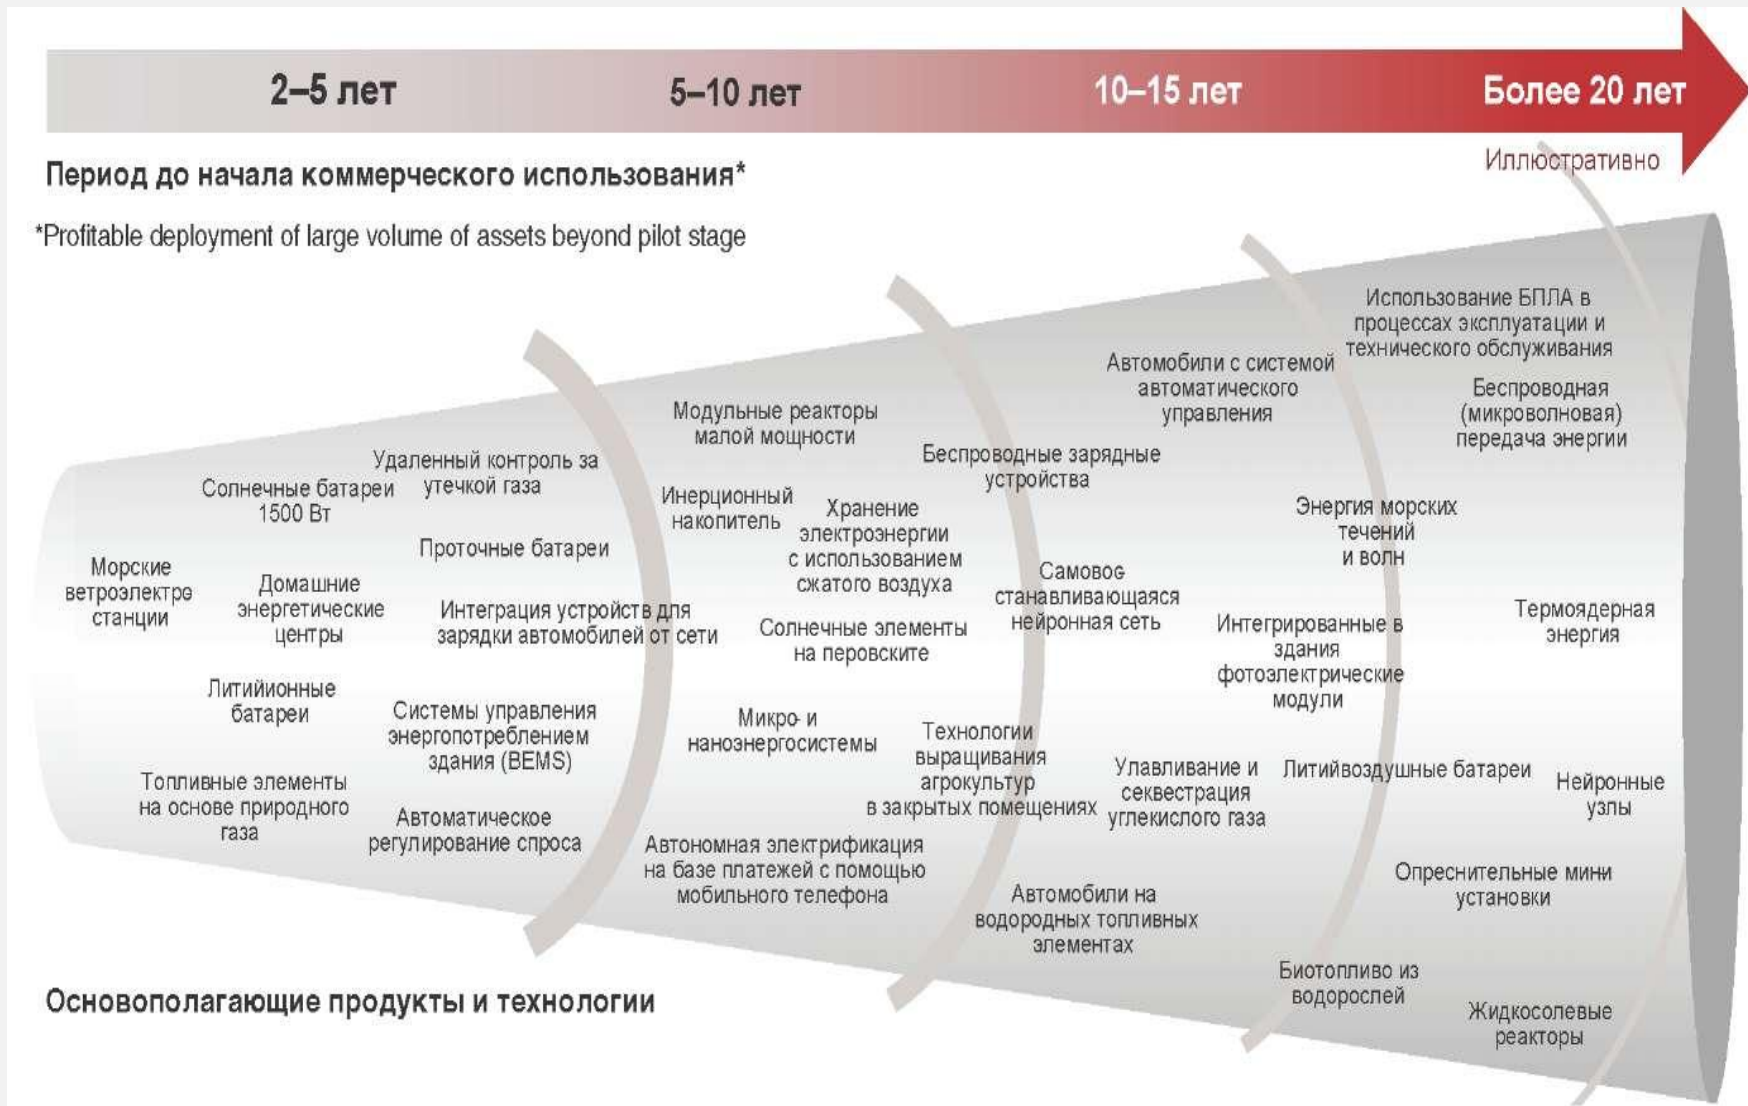 2–5 лет
5–10 лет
10–15 лет
Более 20 лет
Период до начала коммерческого использования*
Иллюстративно
*Profitable deployment of large volume of assets beyond pilot stage
Морские
ветроэлектро
станции
Солнечные батареи
1500 Вт
Удаленный контроль за
утечкой газа
Проточные батареи
Домашние
энергетические
центры
Интеграция устройств для
зарядки автомобилей от сети
Литийионные
батареи
Системы управления
энергопотреблением
здания (BEMS)
Топливные элементы
на основе природного
газа
Автоматическое
регулирование спроса
Модульные реакторы
малой мощности
Инерционный
накопитель
Хранение
электроэнергии
с использованием
сжатого воздуха
Солнечные элементы
на перовските
Микро- и
наноэнергосистемы
Технологии
выращивания
агрокультур
в закрытых помещениях
Автономная электрификация
на базе платежей с помощью
мобильного телефона
Автомобили с системой
автоматического
управления
Беспроводные зарядные
устройства
Самовос-
станавливающаяся
нейронная сеть
Интегрированные в
здания
фотоэлектрические
модули
Улавливание и
секвестрация
углекислого газа
Автомобили на
водородных топливных
элементах
Использование БПЛА в
процессах эксплуатации и
технического обслуживания
Беспроводная
(микроволновая)
передача энергии
Энергия морских
течений
и волн
Термоядерная
энергия
Литийвоздушные батареи
Нейронные
узлы
Опреснительные мини
установки
Биотопливо из
водорослей
Жидкосолевые
реакторы
Основополагающие продукты и технологии